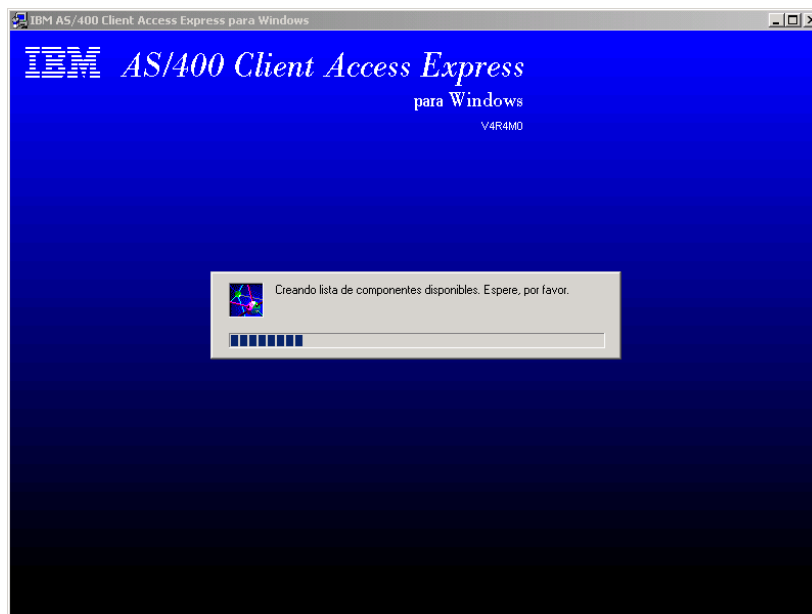 IBM AS/400 Client Access Express para Windows
IBM AS/400 Client Access Express
para Windows
V4R4M0
Creando lista de componentes disponibles. Espere, por favor.